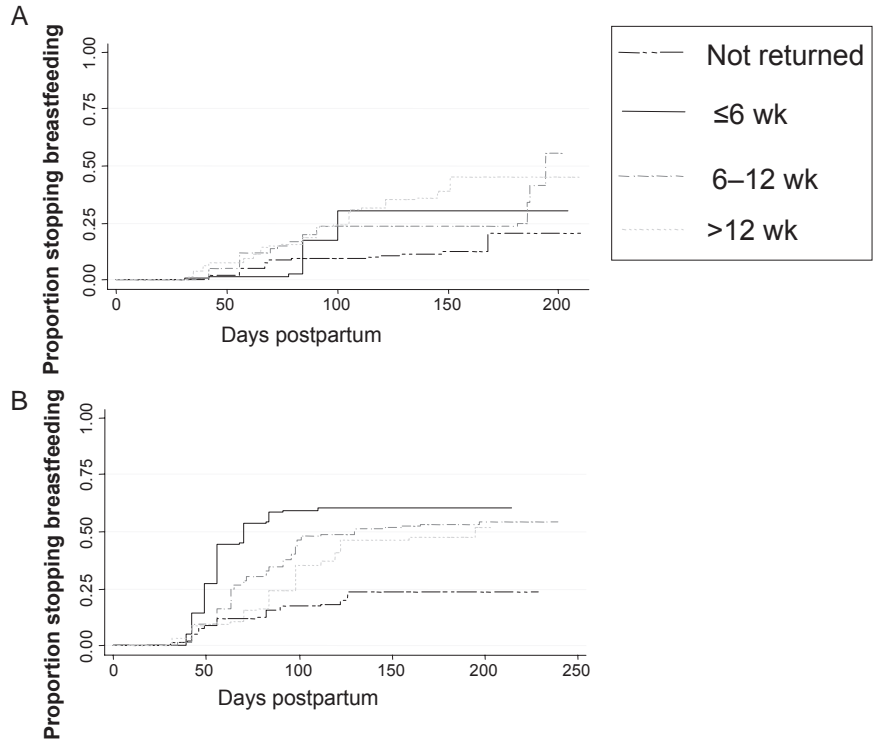 A
Proportion stopping breastfeeding
1.00
0.75
0.50
0.25
0.00
0 50 100 150 200
Days postpartum
Not returned
≤6 wk
6–12 wk
>12 wk
B
Proportion stopping breastfeeding
1.00
0.75
0.50
0.25
0.00
0 50 100 150 200 250
Days postpartum